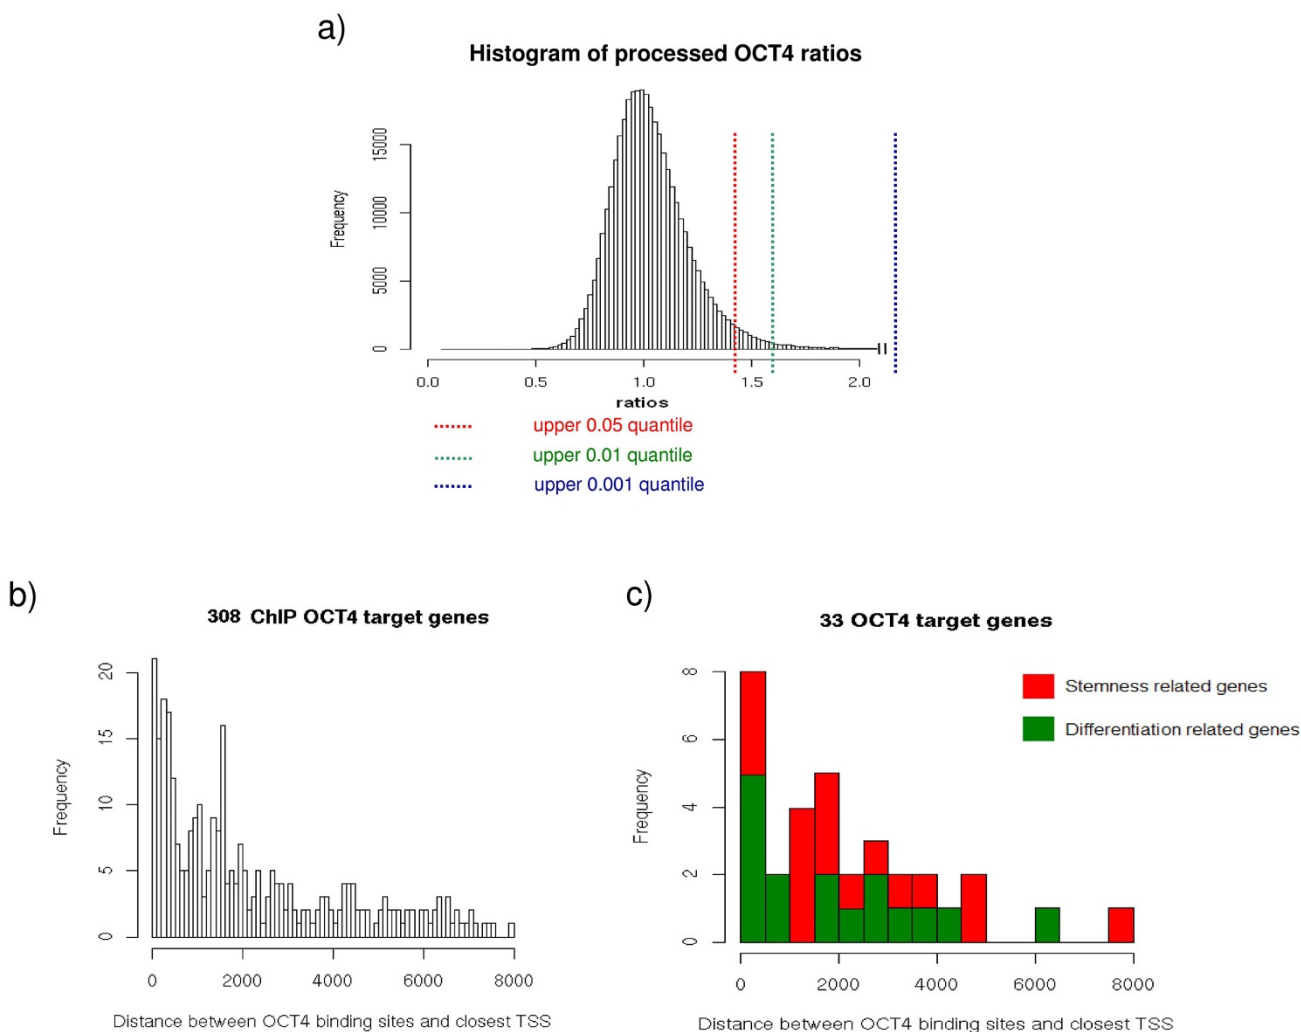 a)
Histogram of processed OCT4 ratios
Frequency
15000
10000
5000
0
0.0 0.5 1.0 1.5 2.0
ratios
upper 0.05 quantile
upper 0.01 quantile
upper 0.001 quantile
b)
308 ChIP OCT4 target genes
Frequency
20
15
10
5
0
0 2000 4000 6000 8000
Distance between OCT4 binding sites and closest TSS
c)
33 OCT4 target genes
Stemness related genes
Differentiation related genes
Frequency
8
6
4
2
0
0 2000 4000 6000 8000
Distance between OCT4 binding sites and closest TSS